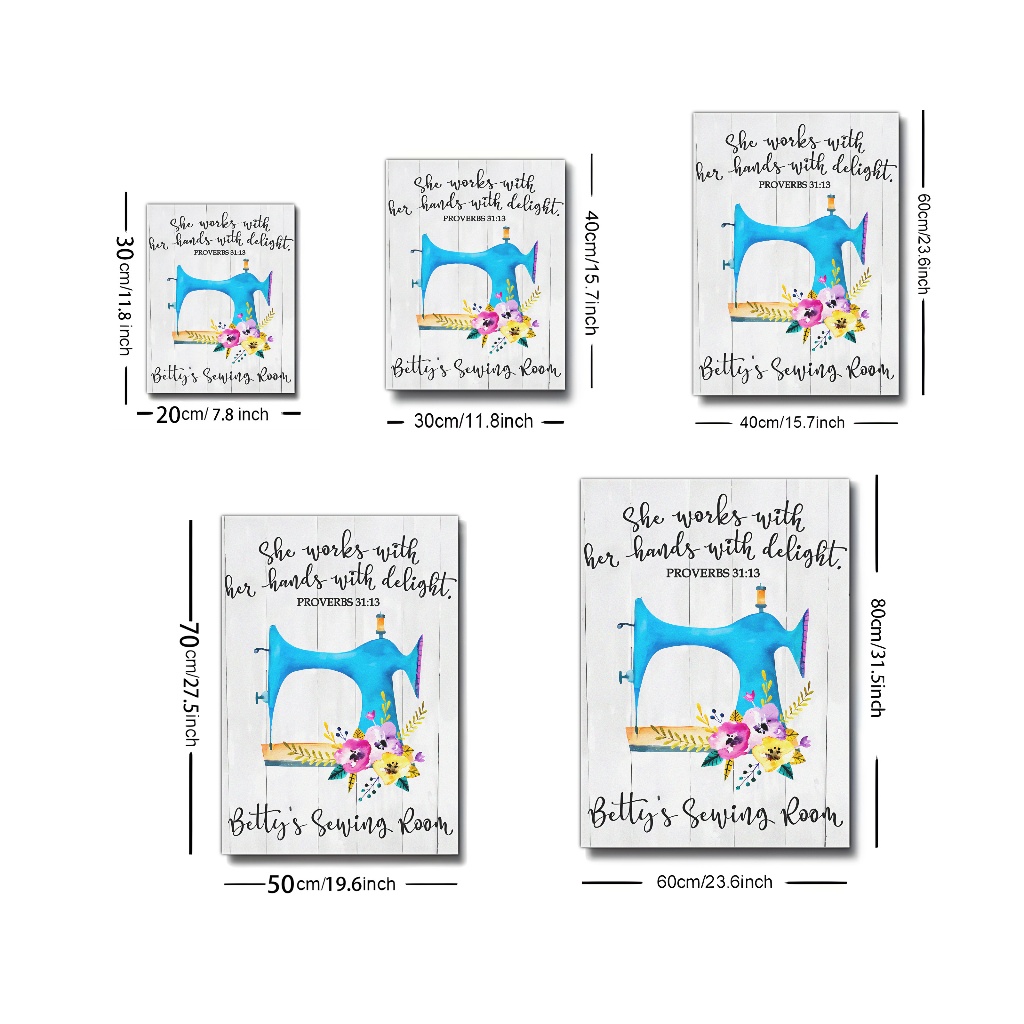 She works with
her hands with delight.
PROVERBS 31:13
Betty's Sewing Room
30cm/11.8 inch
20cm/ 7.8 inch
She works with
her hands with delight.
PROVERBS 31:13
Betty's Sewing Room
40cm/15.7inch
30cm/11.8inch
She works with
her hands with delight.
PROVERBS 31:13
Betty's Sewing Room
60cm/23.6inch
40cm/15.7inch
She works with
her hands with delight.
PROVERBS 31:13
Betty's Sewing Room
70cm/27.5inch
50cm/19.6inch
She works with
her hands with delight.
PROVERBS 31:13
Betty's Sewing Room
80cm/31.5inch
60cm/23.6inch